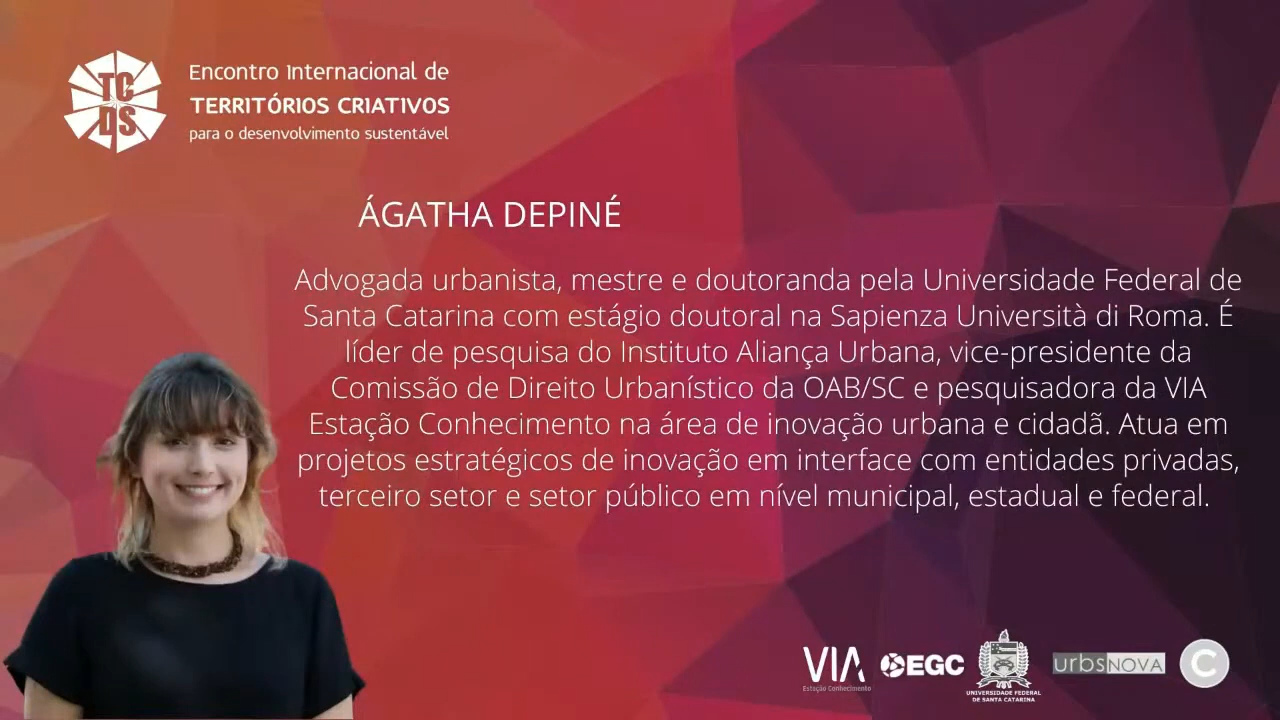 TC
DS
Encontro Internacional de
TERRITÓRIOS CRIATIVOS
para o desenvolvimento sustentável
ÁGATHA DEPINÉ
Advogada urbanista, mestre e doutoranda pela Universidade Federal de
Santa Catarina com estágio doutoral na Sapienza Università di Roma. É
líder de pesquisa do Instituto Aliança Urbana, vice-presidente da
Comissão de Direito Urbanístico da OAB/SC e pesquisadora da VIA
Estação Conhecimento na área de inovação urbana e cidadã. Atua em
projetos estratégicos de inovação em interface com entidades privadas,
terceiro setor e setor público em nível municipal, estadual e federal.
VIA
Estação Conhecimento
EGC
UNIVERSIDADE FEDERAL
DE SANTA CATARINA
urbsNOVA
C